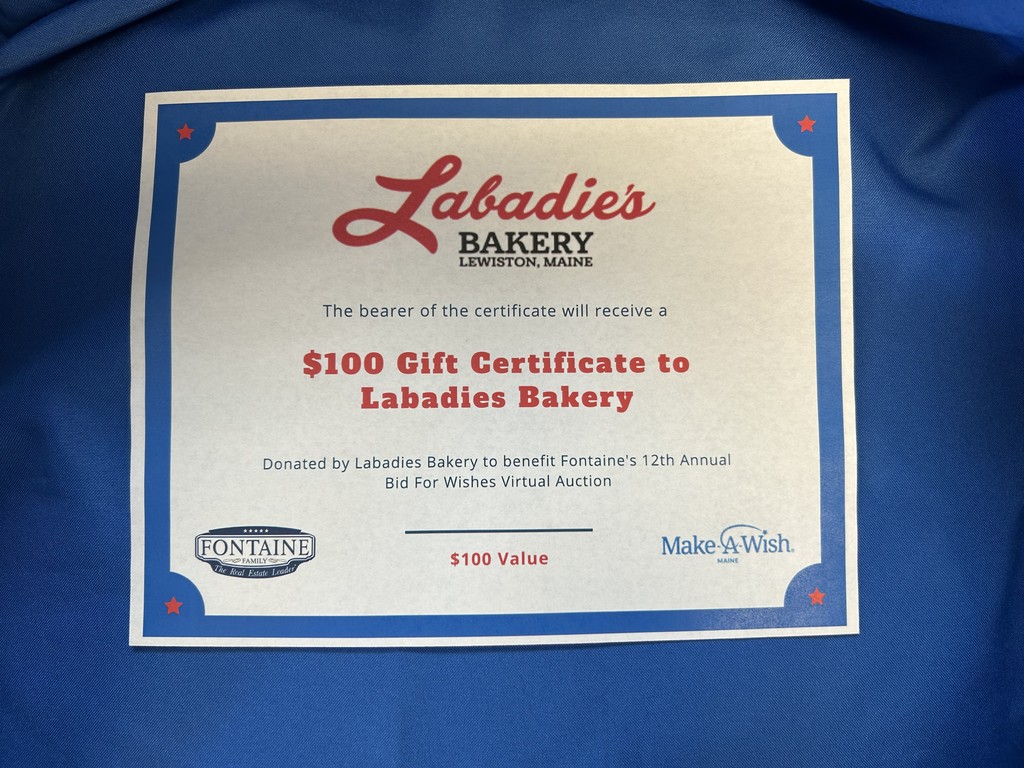 Labadie's
BAKERY
LEWISTON, MAINE
The bearer of the certificate will receive a
$100 Gift Certificate to
Labadies Bakery
Donated by Labadies Bakery to benefit Fontaine's 12th Annual
Bid For Wishes Virtual Auction
FONTAINE
FAMILY
The Real Estate Leader
$100 Value
Make-A-Wish®
MAINE